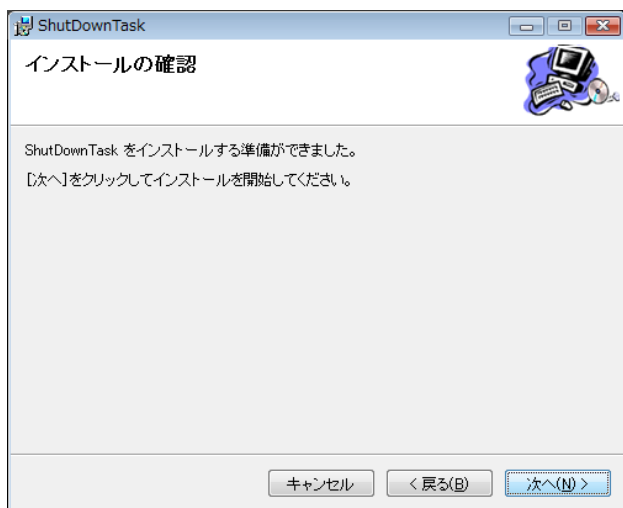 ShutDownTask
インストールの確認
ShutDownTask をインストールする準備ができました。
[次へ]をクリックしてインストールを開始してください。
キャンセル
< 戻る(B)
次へ(N) >